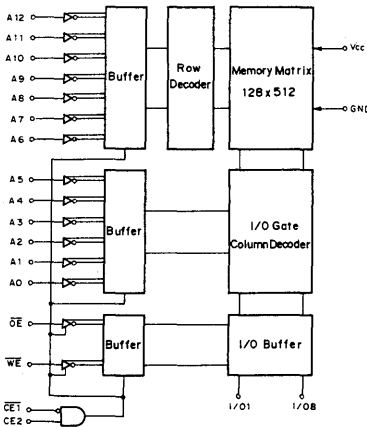 A12
A11
A10
A9
A8
A7
A6
Buffer
Row
Decoder
Memory Matrix
128 x 512
Vcc
GND
A5
A4
A3
A2
A1
A0
Buffer
I/O Gate
Column Decoder
OE
WE
Buffer
I/O Buffer
CE1
CE2
I/O1
I/O8